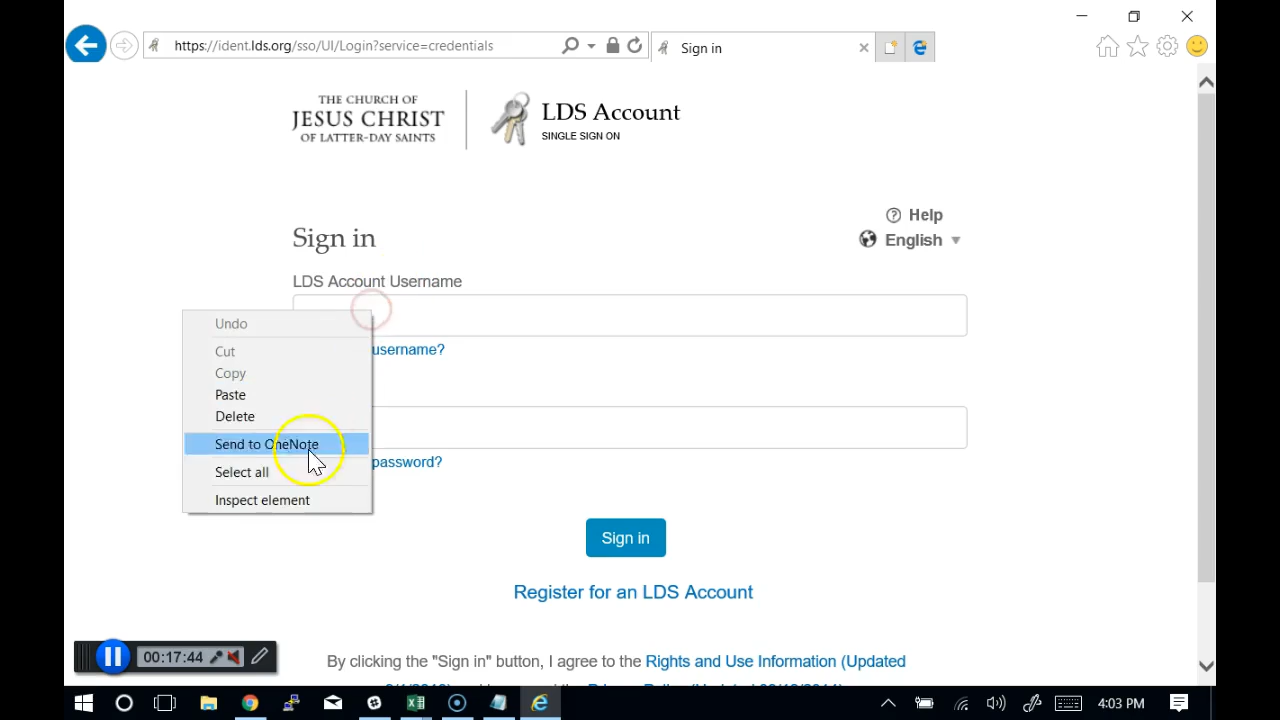 https://ident.lds.org/sso/UI/Login?service=credentials
Sign in
THE CHURCH OF
JESUS CHRIST
OF LATTER-DAY SAINTS
LDS Account
SINGLE SIGN ON
Help
English
Sign in
LDS Account Username
username?
Undo
Cut
Copy
Paste
Delete
Send to OneNote
Select all
Inspect element
password?
Sign in
Register for an LDS Account
By clicking the "Sign in" button, I agree to the Rights and Use Information (Updated
00:17:44
4:03 PM